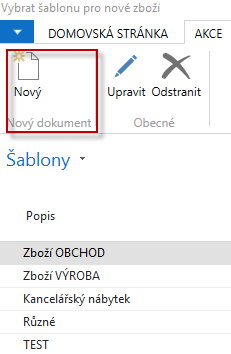 Vybrat šablonu pro nové zboží
DOMOVSKÁ STRÁNKA AKCE
Nový Upravit Odstranit
Nový dokument Obecné
Šablony
Popis
Zboží OBCHOD
Zboží VÝROBA
Kancelářský nábytek
Různé
TEST